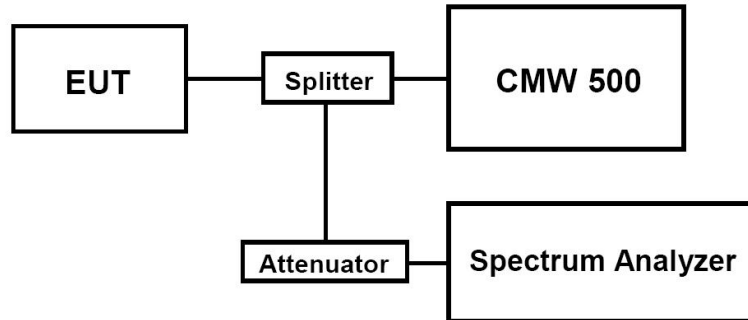 EUT
Splitter
CMW 500
Attenuator
Spectrum Analyzer